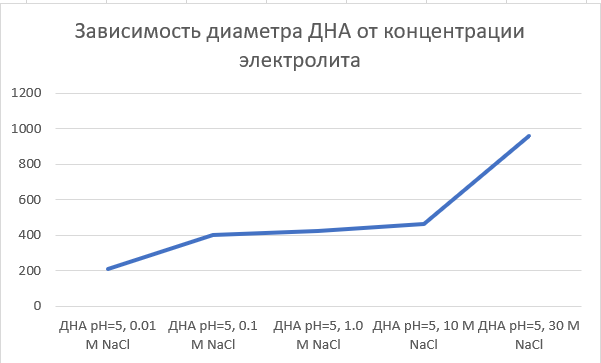 Зависимость диаметра ДНА от концентрации
электролита
1200
1000
800
600
400
200
0
ДНА pH=5, 0.01 ДНА pH=5, 0.1 ДНА pH=5, 1.0 ДНА pH=5, 10 M ДНА pH=5, 30 M
M NaCl M NaCl M NaCl NaCl NaCl